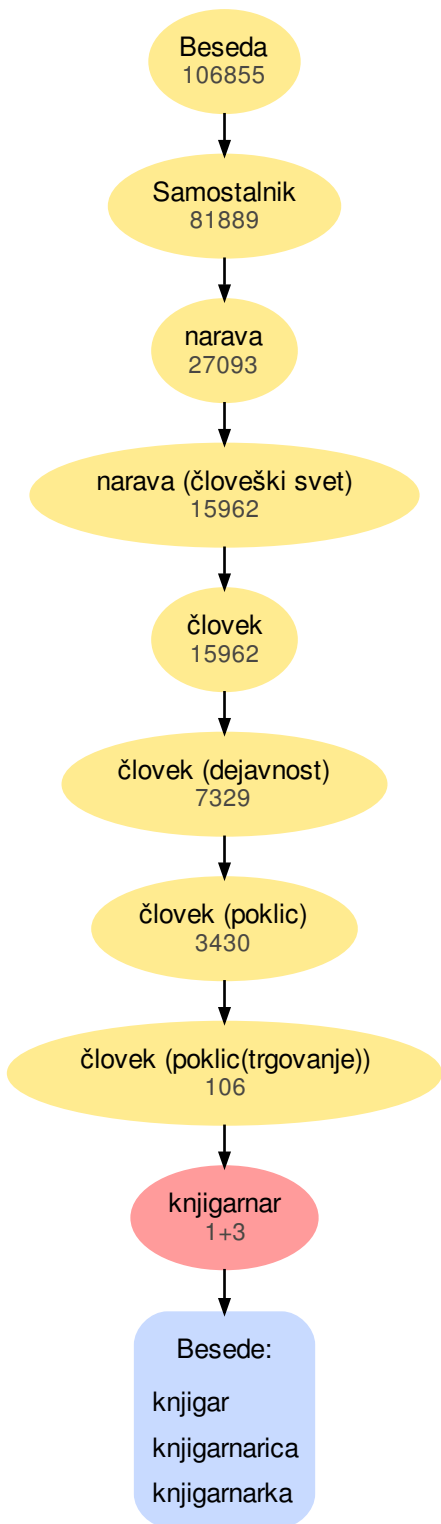 Beseda
106855
Samostalnik
81889
narava
27093
narava (človeški svet)
15962
človek
15962
človek (dejavnost)
7329
človek (poklic)
3430
človek (poklic(trgovanje))
106
knjigarnar
1+3
Besede:
knjigar
knjigarnarica
knjigarnarka